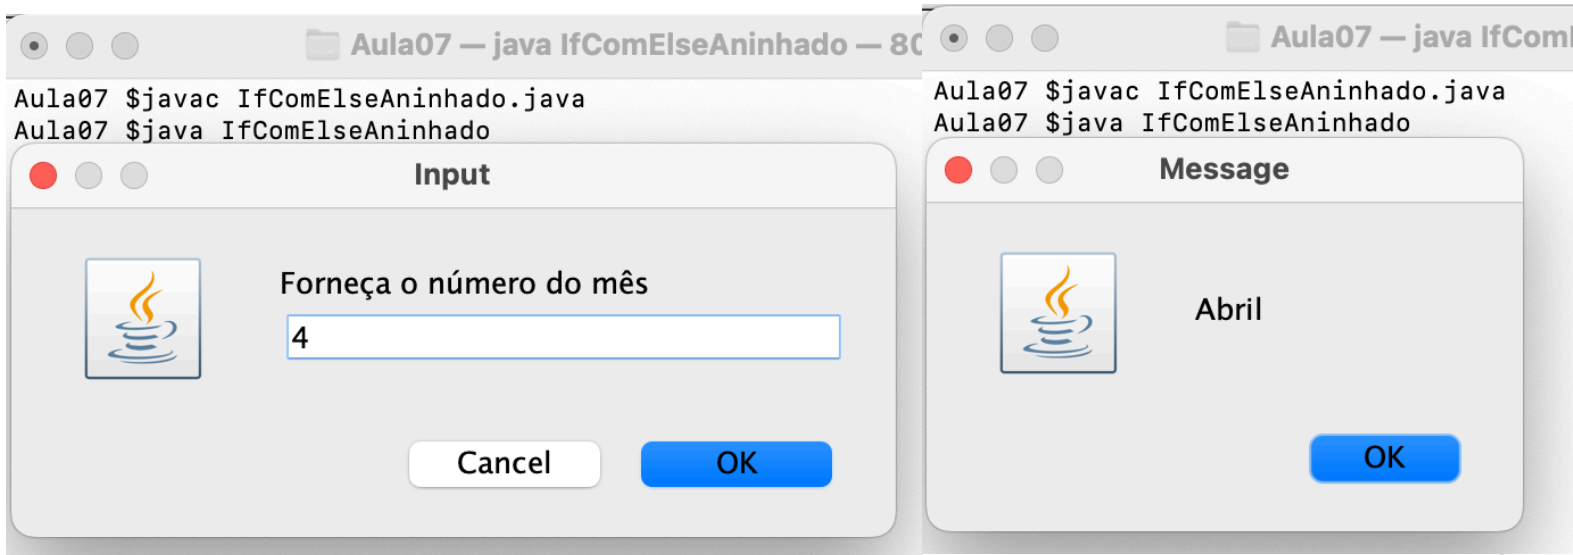 Aula07 — java IfComElseAninhado — 80
Aula07 $javac IfComElseAninhado.java
Aula07 $java IfComElseAninhado
Input
Forneça o número do mês
4
Cancel
OK
Aula07 — java IfCom
Aula07 $javac IfComElseAninhado.java
Aula07 $java IfComElseAninhado
Message
Abril
OK